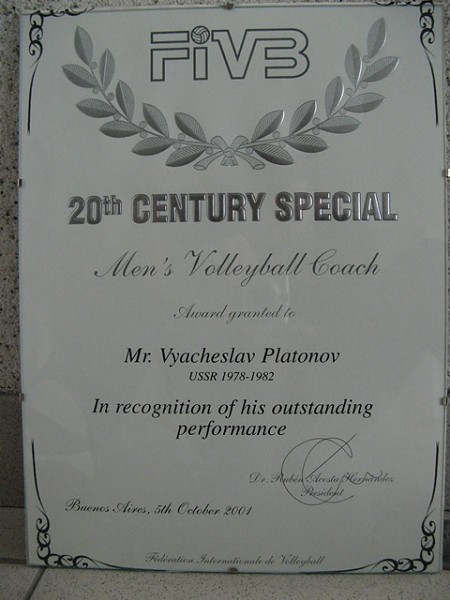 FiVB
20th CENTURY SPECIAL
Men's Volleyball Coach
Award granted to
Mr. Vyacheslav Platonov
USSR 1978-1982
In recognition of his outstanding
performance
Dr. Rubén Acosta Hernández
President
Buenos Aires, 5th October 2001
Fédération Internationale de Volleyball